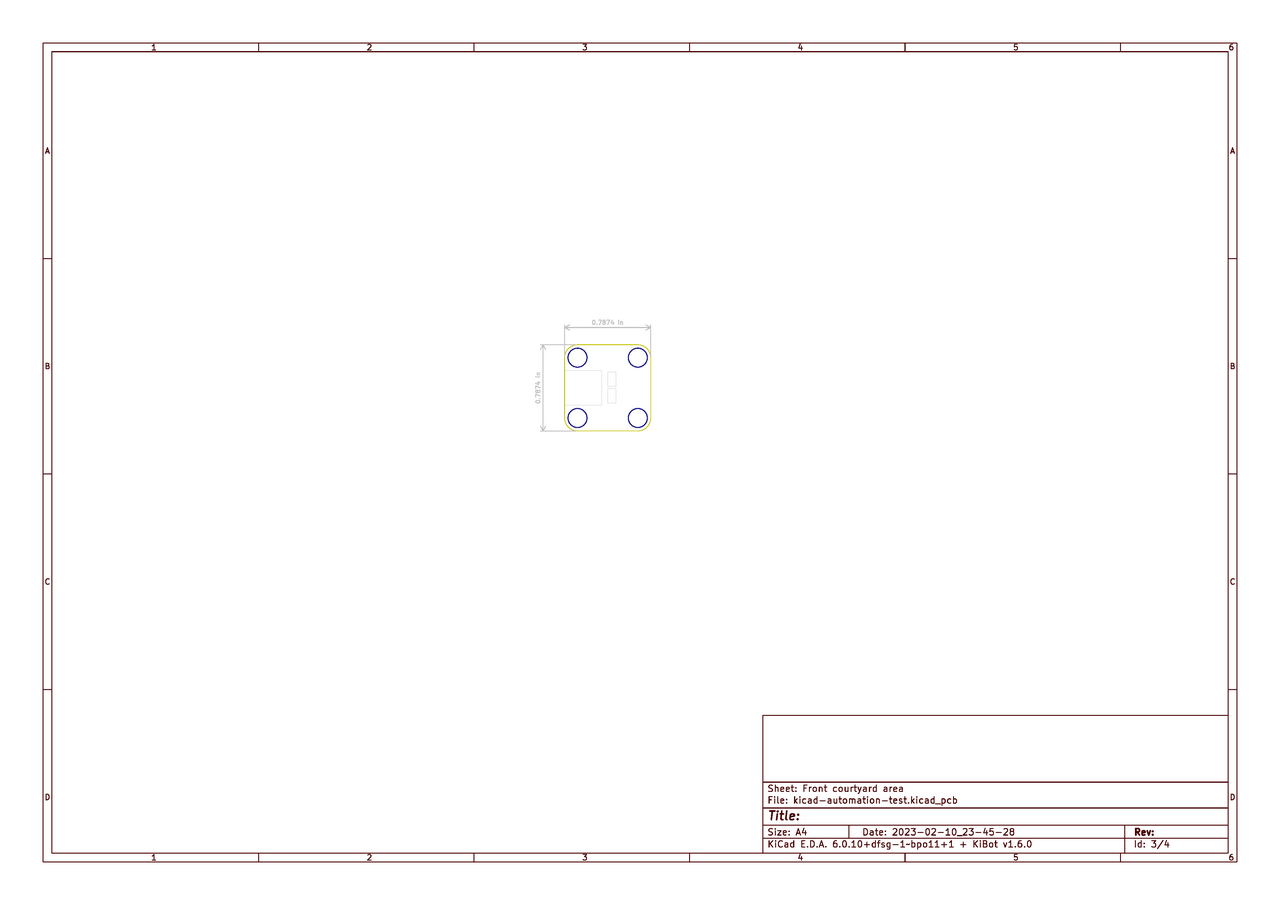 1 2 3 4 5 6
A A
0.7874 in
B B
0.7874 in
C C
Sheet: Front courtyard area
D D
File: kicad-automation-test.kicad_pcb
Title:
Size: A4 Date: 2023-02-10_23-45-28 Rev:
KiCad E.D.A. 6.0.10+dfsg-1~bpo11+1 + KiBot v1.6.0 Id: 3/4
1 2 3 4 5 6